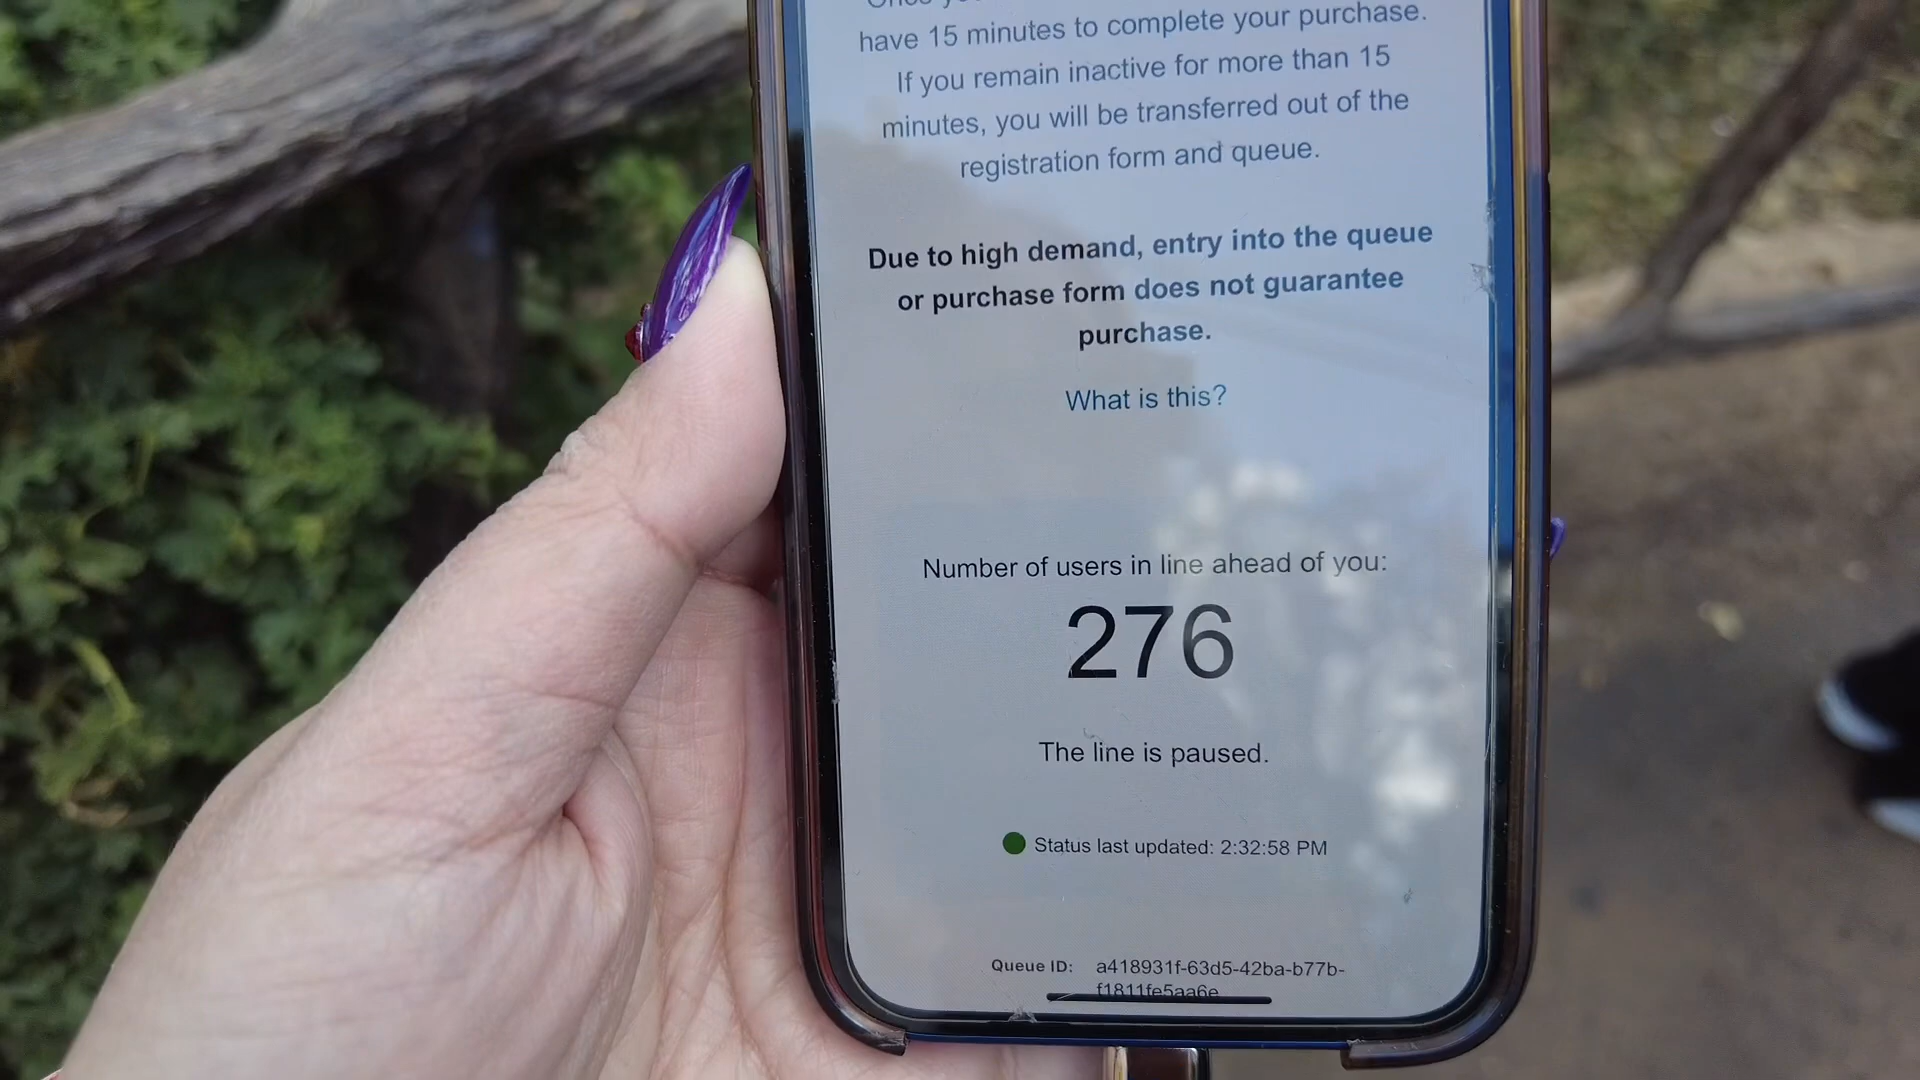 have 15 minutes to complete your purchase.
If you remain inactive for more than 15
minutes, you will be transferred out of the
registration form and queue.
Due to high demand, entry into the queue
or purchase form does not guarantee
purchase.
What is this?
Number of users in line ahead of you:
276
The line is paused.
Status last updated: 2:32:58 PM
Queue ID: a418931f-63d5-42ba-b77b-
f1811fe5aa6e